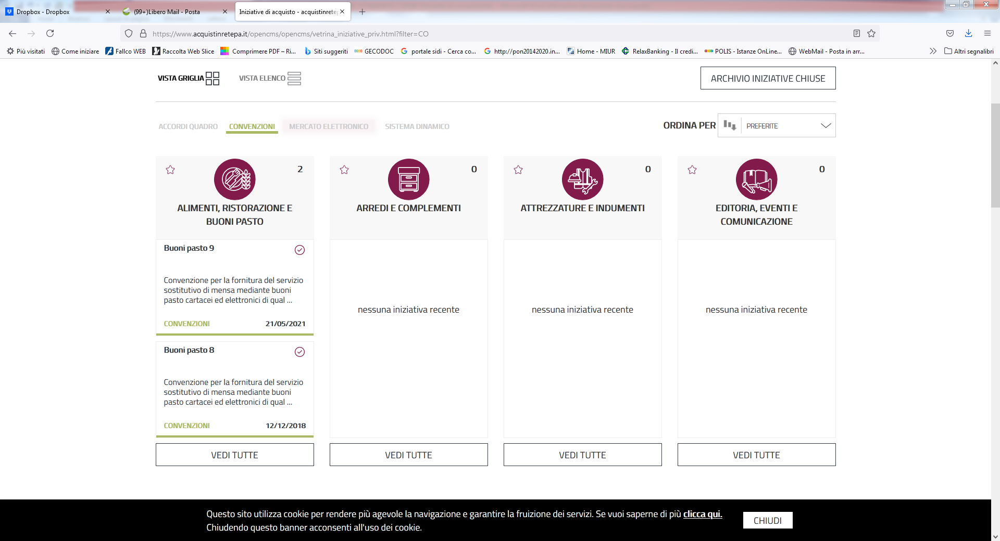 Dropbox - Dropbox
(99+)Libero Mail - Posta
Iniziative di acquisto - acquistinrete
https://www.acquistinretepa.it/opencms/opencms/vetrina_iniziative_priv.html?filter=CO
Più visitati
Come iniziare
Fallco WEB
Raccolta Web Slice
Comprimere PDF – Ri...
Siti suggeriti
GECODOC
portale sidi - Cerca co...
http://pon20142020.in...
Home - MIUR
RelaxBanking - Il credi...
POLIS - Istanze OnLine...
WebMail - Posta in arr...
Altri segnalibri
VISTA GRIGLIA
VISTA ELENCO
ARCHIVIO INIZIATIVE CHIUSE
ACCORDI QUADRO
CONVENZIONI
MERCATO ELETTRONICO
SISTEMA DINAMICO
ORDINA PER
PREFERITE
2
ALIMENTI, RISTORAZIONE E
BUONI PASTO
0
ARREDI E COMPLEMENTI
0
ATTREZZATURE E INDUMENTI
0
EDITORIA, EVENTI E
COMUNICAZIONE
Buoni pasto 9
Convenzione per la fornitura del servizio
sostitutivo di mensa mediante buoni
pasto cartacei ed elettronici di qual ...
CONVENZIONI
21/05/2021
Buoni pasto 8
Convenzione per la fornitura del servizio
sostitutivo di mensa mediante buoni
pasto cartacei ed elettronici di qual ...
CONVENZIONI
12/12/2018
nessuna iniziativa recente
nessuna iniziativa recente
nessuna iniziativa recente
VEDI TUTTE
VEDI TUTTE
VEDI TUTTE
VEDI TUTTE
Questo sito utilizza cookie per rendere più agevole la navigazione e garantire la fruizione dei servizi. Se vuoi saperne di più clicca qui.
Chiudendo questo banner acconsenti all'uso dei cookie.
CHIUDI